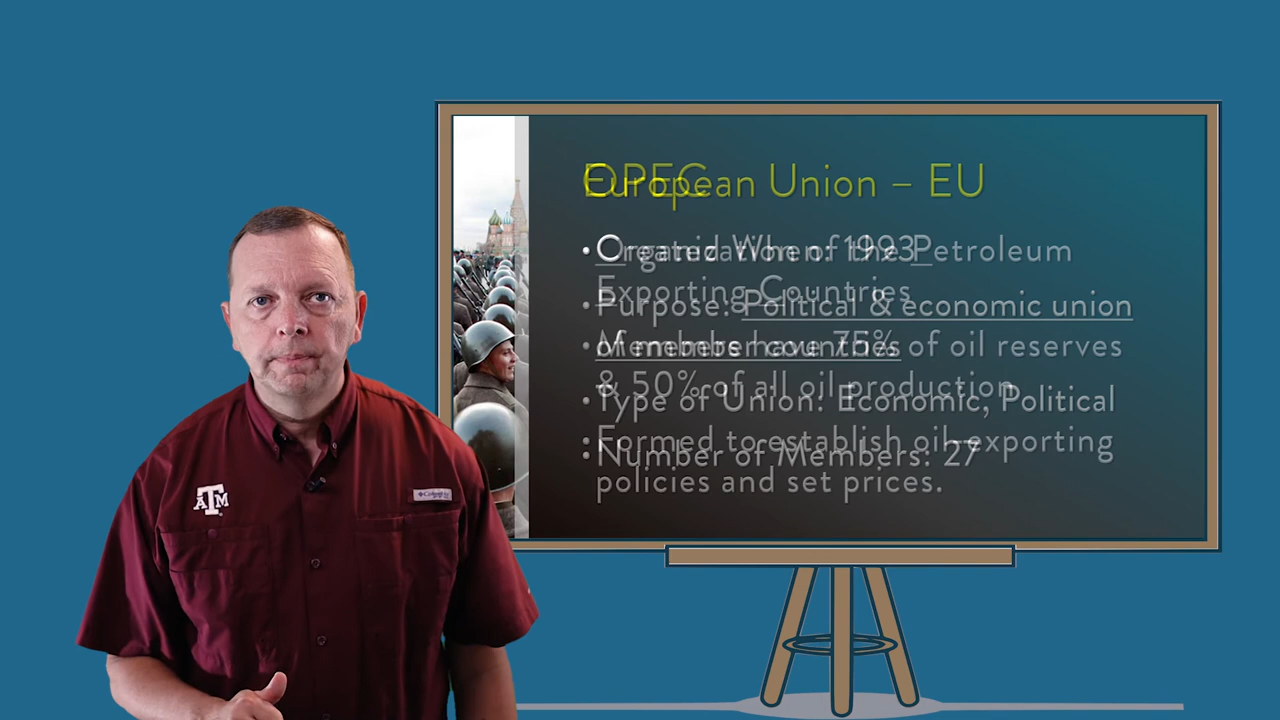 European Union – EU
• Created When: 1993
• Purpose: Political & economic union
of member countries
• Type of Union: Economic, Political
• Number of Members: 27
OPEC
• Organization of the Petroleum
Exporting Countries
• Members have 75% of oil reserves
& 50% of all oil production
• Formed to establish oil-exporting
policies and set prices.
ATM
Columbia